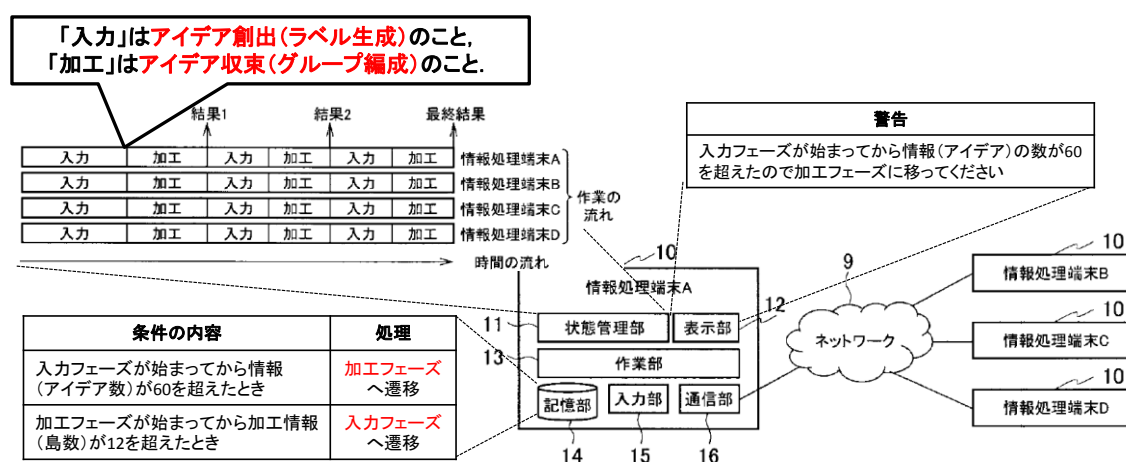 「入力」はアイデア創出(ラベル生成)のこと,
「加工」はアイデア収束(グループ編成)のこと.
結果1
結果2
最終結果
入力 加工 入力 加工 入力 加工 情報処理端末A
入力 加工 入力 加工 入力 加工 情報処理端末B
入力 加工 入力 加工 入力 加工 情報処理端末C
入力 加工 入力 加工 入力 加工 情報処理端末D
作業の
流れ
時間の流れ
警告
入力フェーズが始まってから情報(アイデア)の数が60
を超えたので加工フェーズに移ってください
条件の内容
処理
入力フェーズが始まってから情報
(アイデア数)が60を超えたとき
加工フェーズ
へ遷移
加工フェーズが始まってから加工情報
(島数)が12を超えたとき
入力フェーズ
へ遷移
10
情報処理端末A
11
状態管理部
表示部
12
13
作業部
記憶部
入力部
通信部
14
15
16
9
ネットワーク
10
情報処理端末B
10
情報処理端末C
10
情報処理端末D